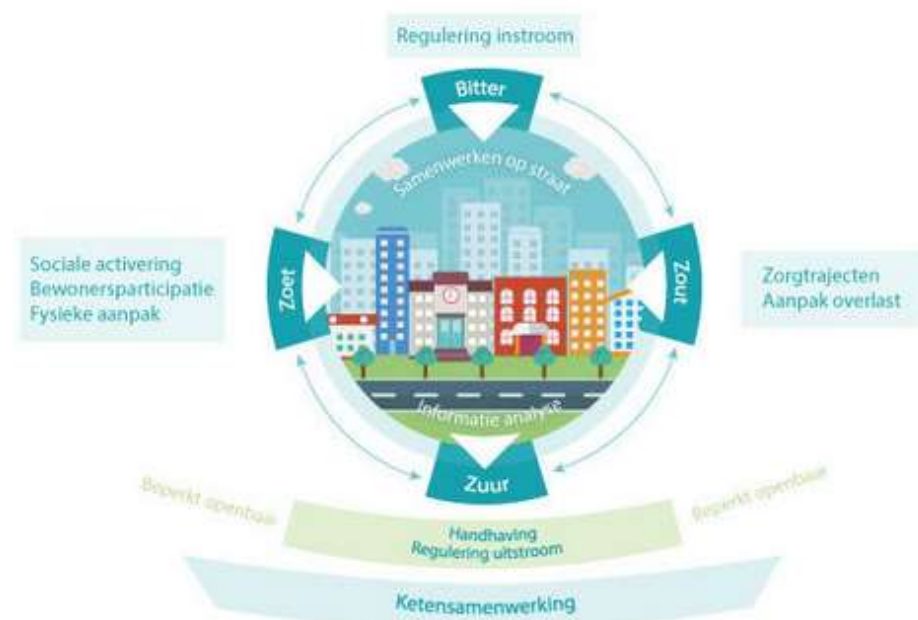 Regulering instroom
Bitter
Samenwerken op straat
Zoet
Sociale activering
Bewonersparticipatie
Fysieke aanpak
Zout
Zorgtrajecten
Aanpak overlast
Informatie analyse
Zuur
Beperkt openbaar
Beperkt openbaar
Handhaving
Regulering uitstroom
Ketensamenwerking